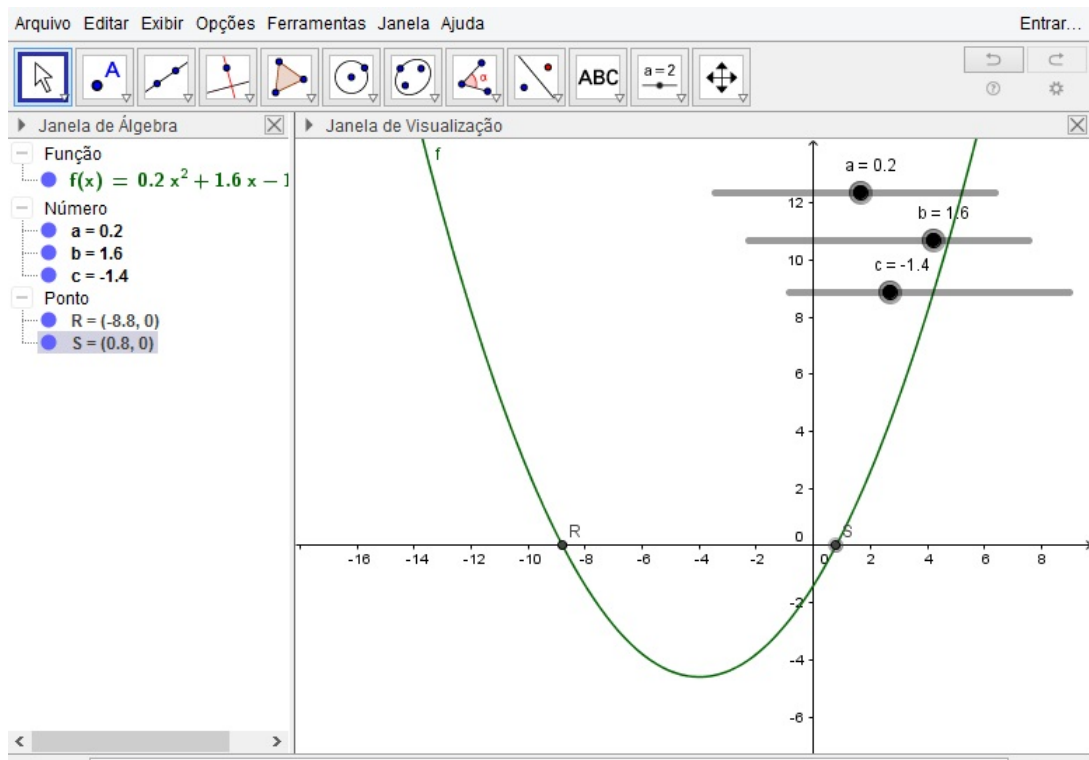 Arquivo Editar Exibir Opções Ferramentas Janela Ajuda Entrar...
A α ABC a = 2
Janela de Álgebra
Janela de Visualização
Função
f(x) = 0.2 x² + 1.6 x − 1
Número
a = 0.2
b = 1.6
c = -1.4
Ponto
R = (-8.8, 0)
S = (0.8, 0)
f
a = 0.2
b = 1.6
c = -1.4
12
10
8
6
4
2
0
R
S
-16 -14 -12 -10 -8 -6 -4 -2 0 2 4 6 8
-2
-4
-6